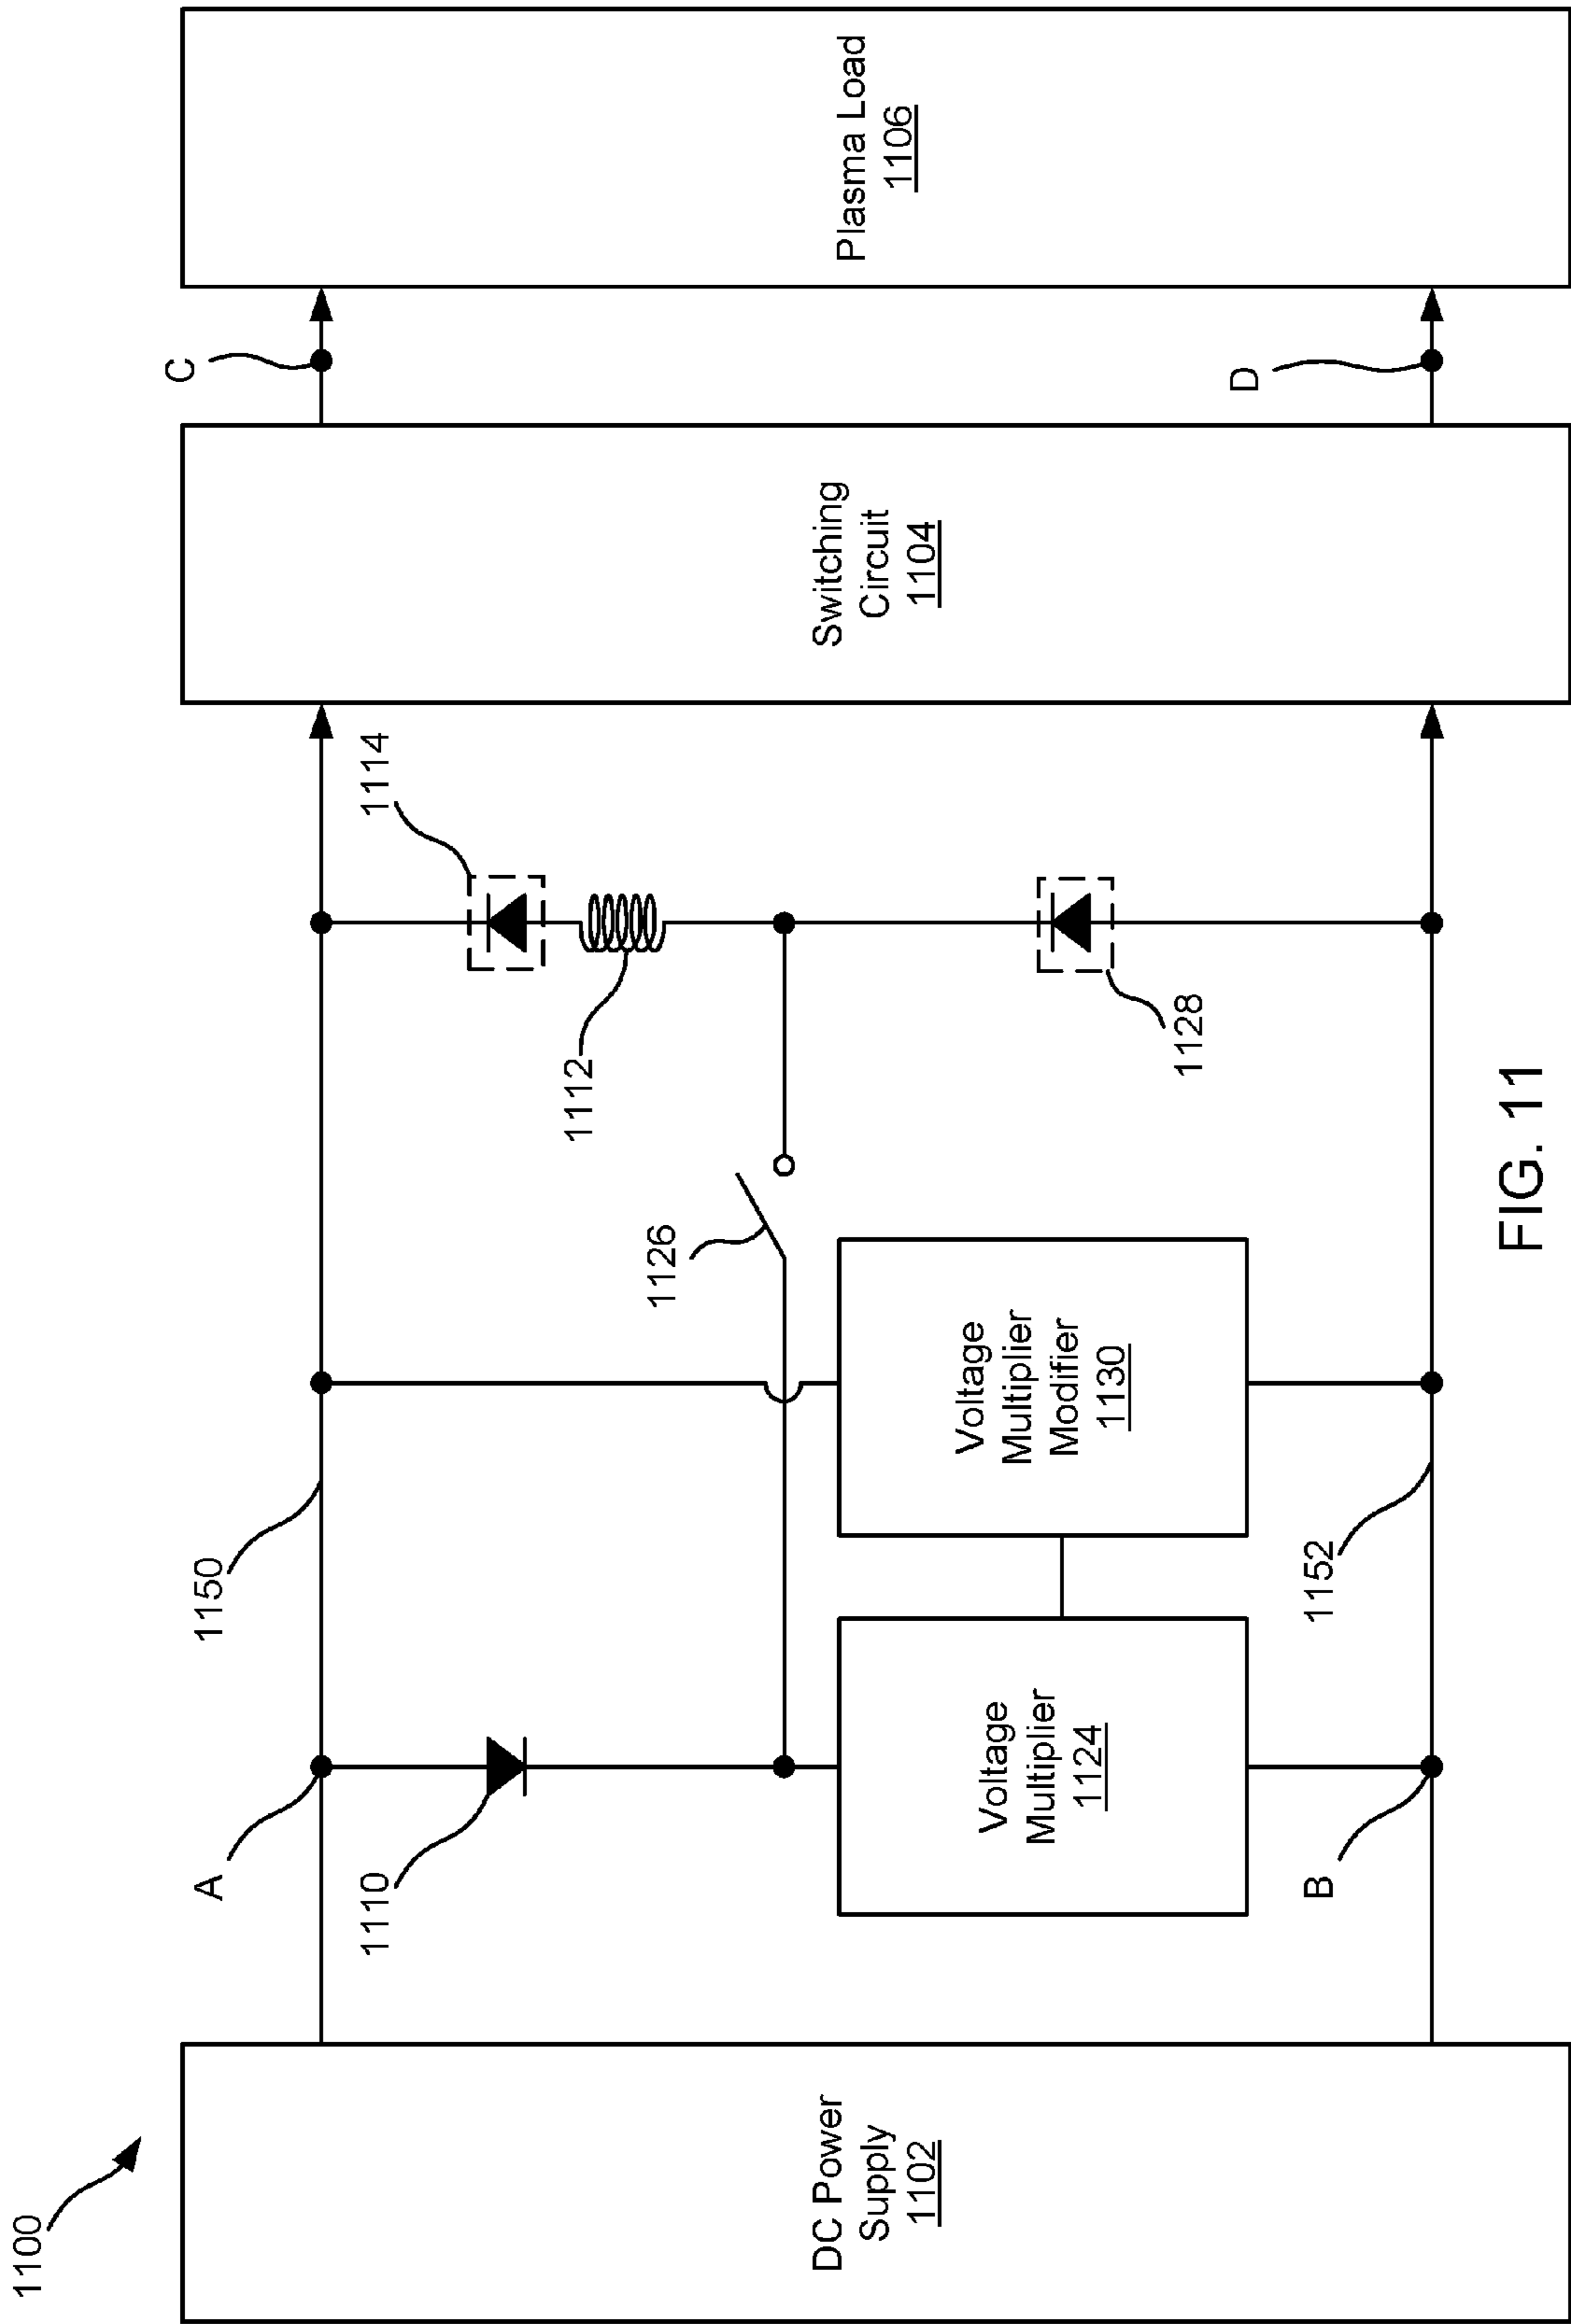 1100
DC Power
Supply
1102
A
1150
1110
Voltage
Multiplier
1124
Voltage
Multiplier
Modifier
1130
1126
1112
1114
1128
B
1152
Switching
Circuit
1104
C
D
Plasma Load
1106
FIG. 11